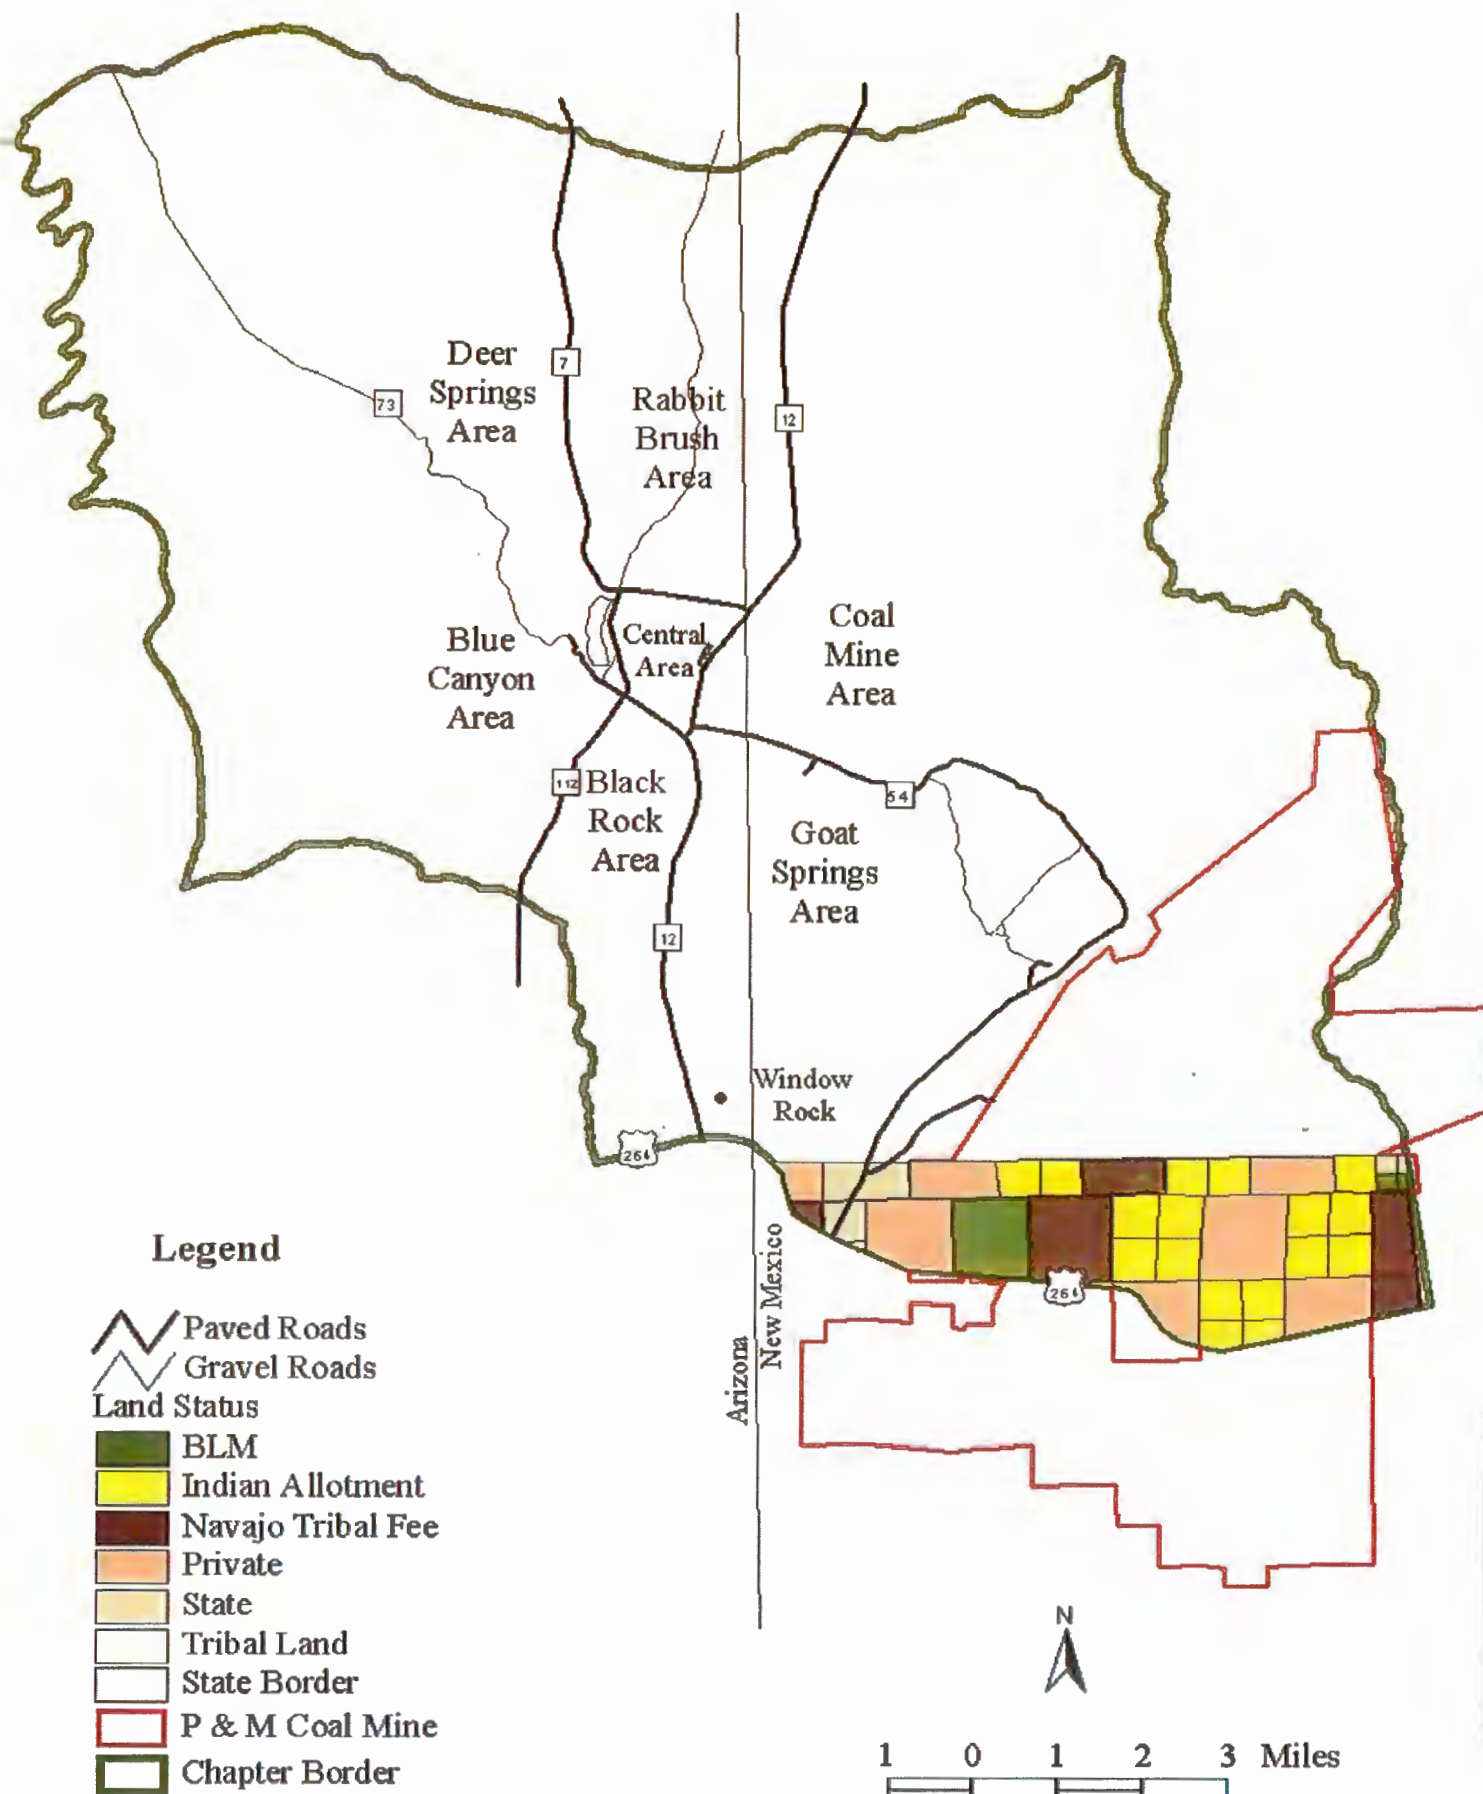 Deer
Springs
Area
7
73
Rabbit
Brush
Area
12
Blue
Canyon
Area
Central
Area
Coal
Mine
Area
112
Black
Rock
Area
54
Goat
Springs
Area
12
Window
Rock
264
264
Arizona
New Mexico
Legend
Paved Roads
Gravel Roads
Land Status
BLM
Indian Allotment
Navajo Tribal Fee
Private
State
Tribal Land
State Border
P & M Coal Mine
Chapter Border
N
1 0 1 2 3 Miles